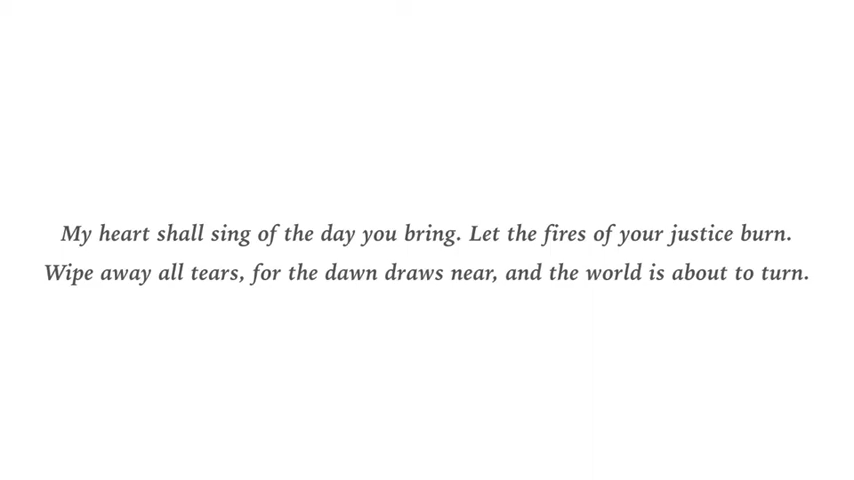 My heart shall sing of the day you bring. Let the fires of your justice burn.
Wipe away all tears, for the dawn draws near, and the world is about to turn.